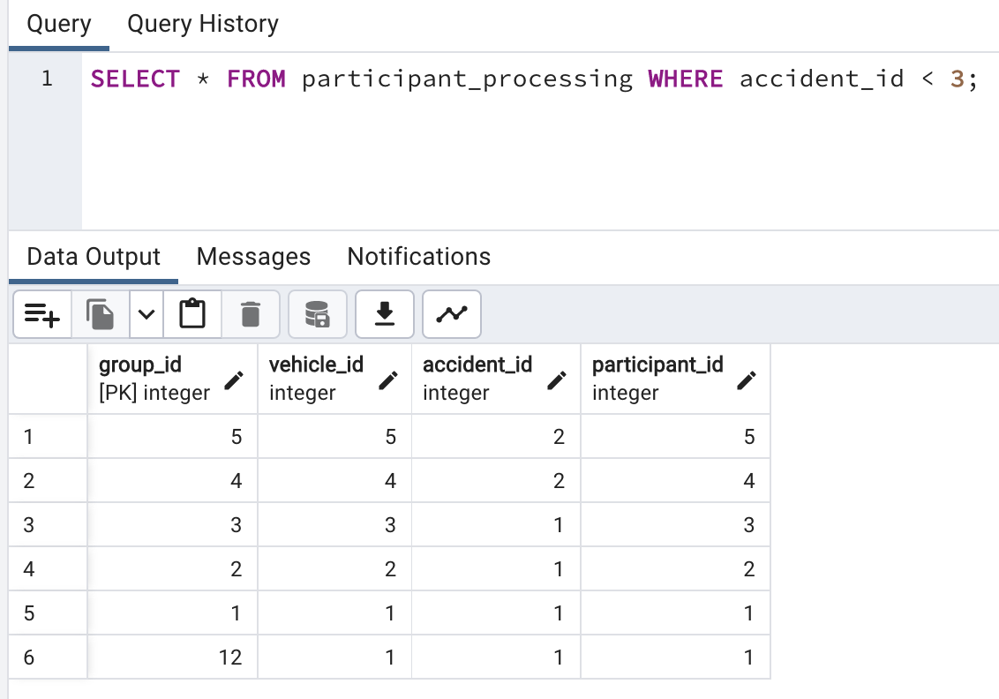 Query Query History
1 SELECT * FROM participant_processing WHERE accident_id < 3;
Data Output Messages Notifications
group_id vehicle_id accident_id participant_id
[PK] integer integer integer integer
1 5 5 2 5
2 4 4 2 4
3 3 3 1 3
4 2 2 1 2
5 1 1 1 1
6 12 1 1 1